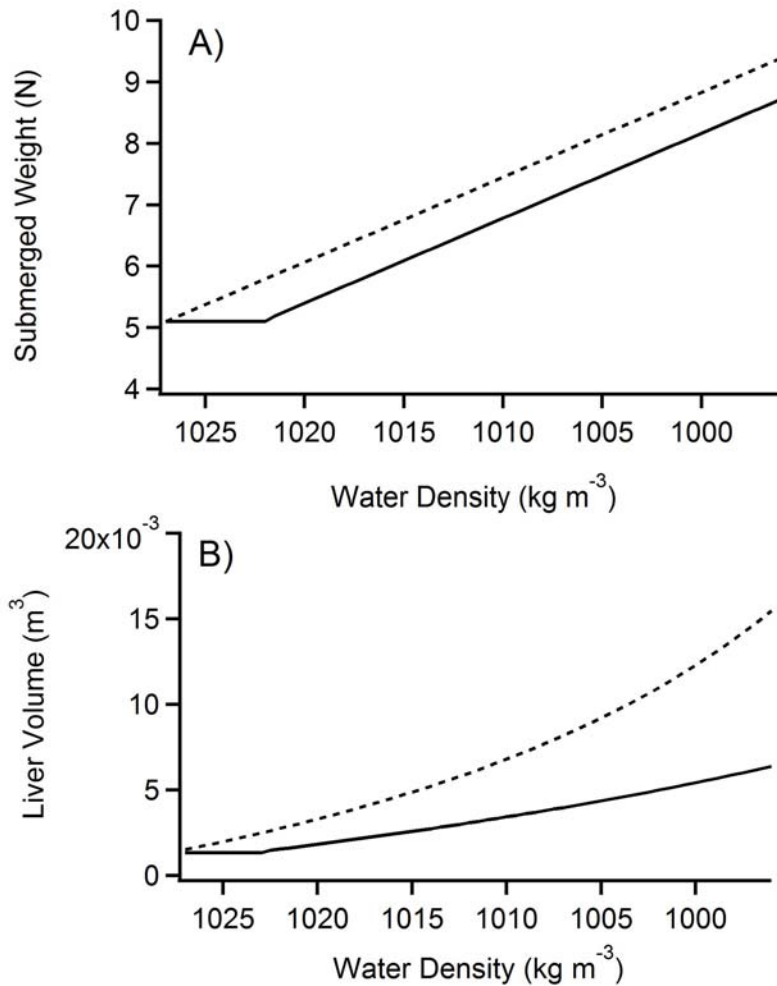 A)
Submerged Weight (N)
10
9
8
7
6
5
4
1025 1020 1015 1010 1005 1000
Water Density (kg m⁻³)
B)
Liver Volume (m³)
20x10⁻³
15
10
5
0
1025 1020 1015 1010 1005 1000
Water Density (kg m⁻³)